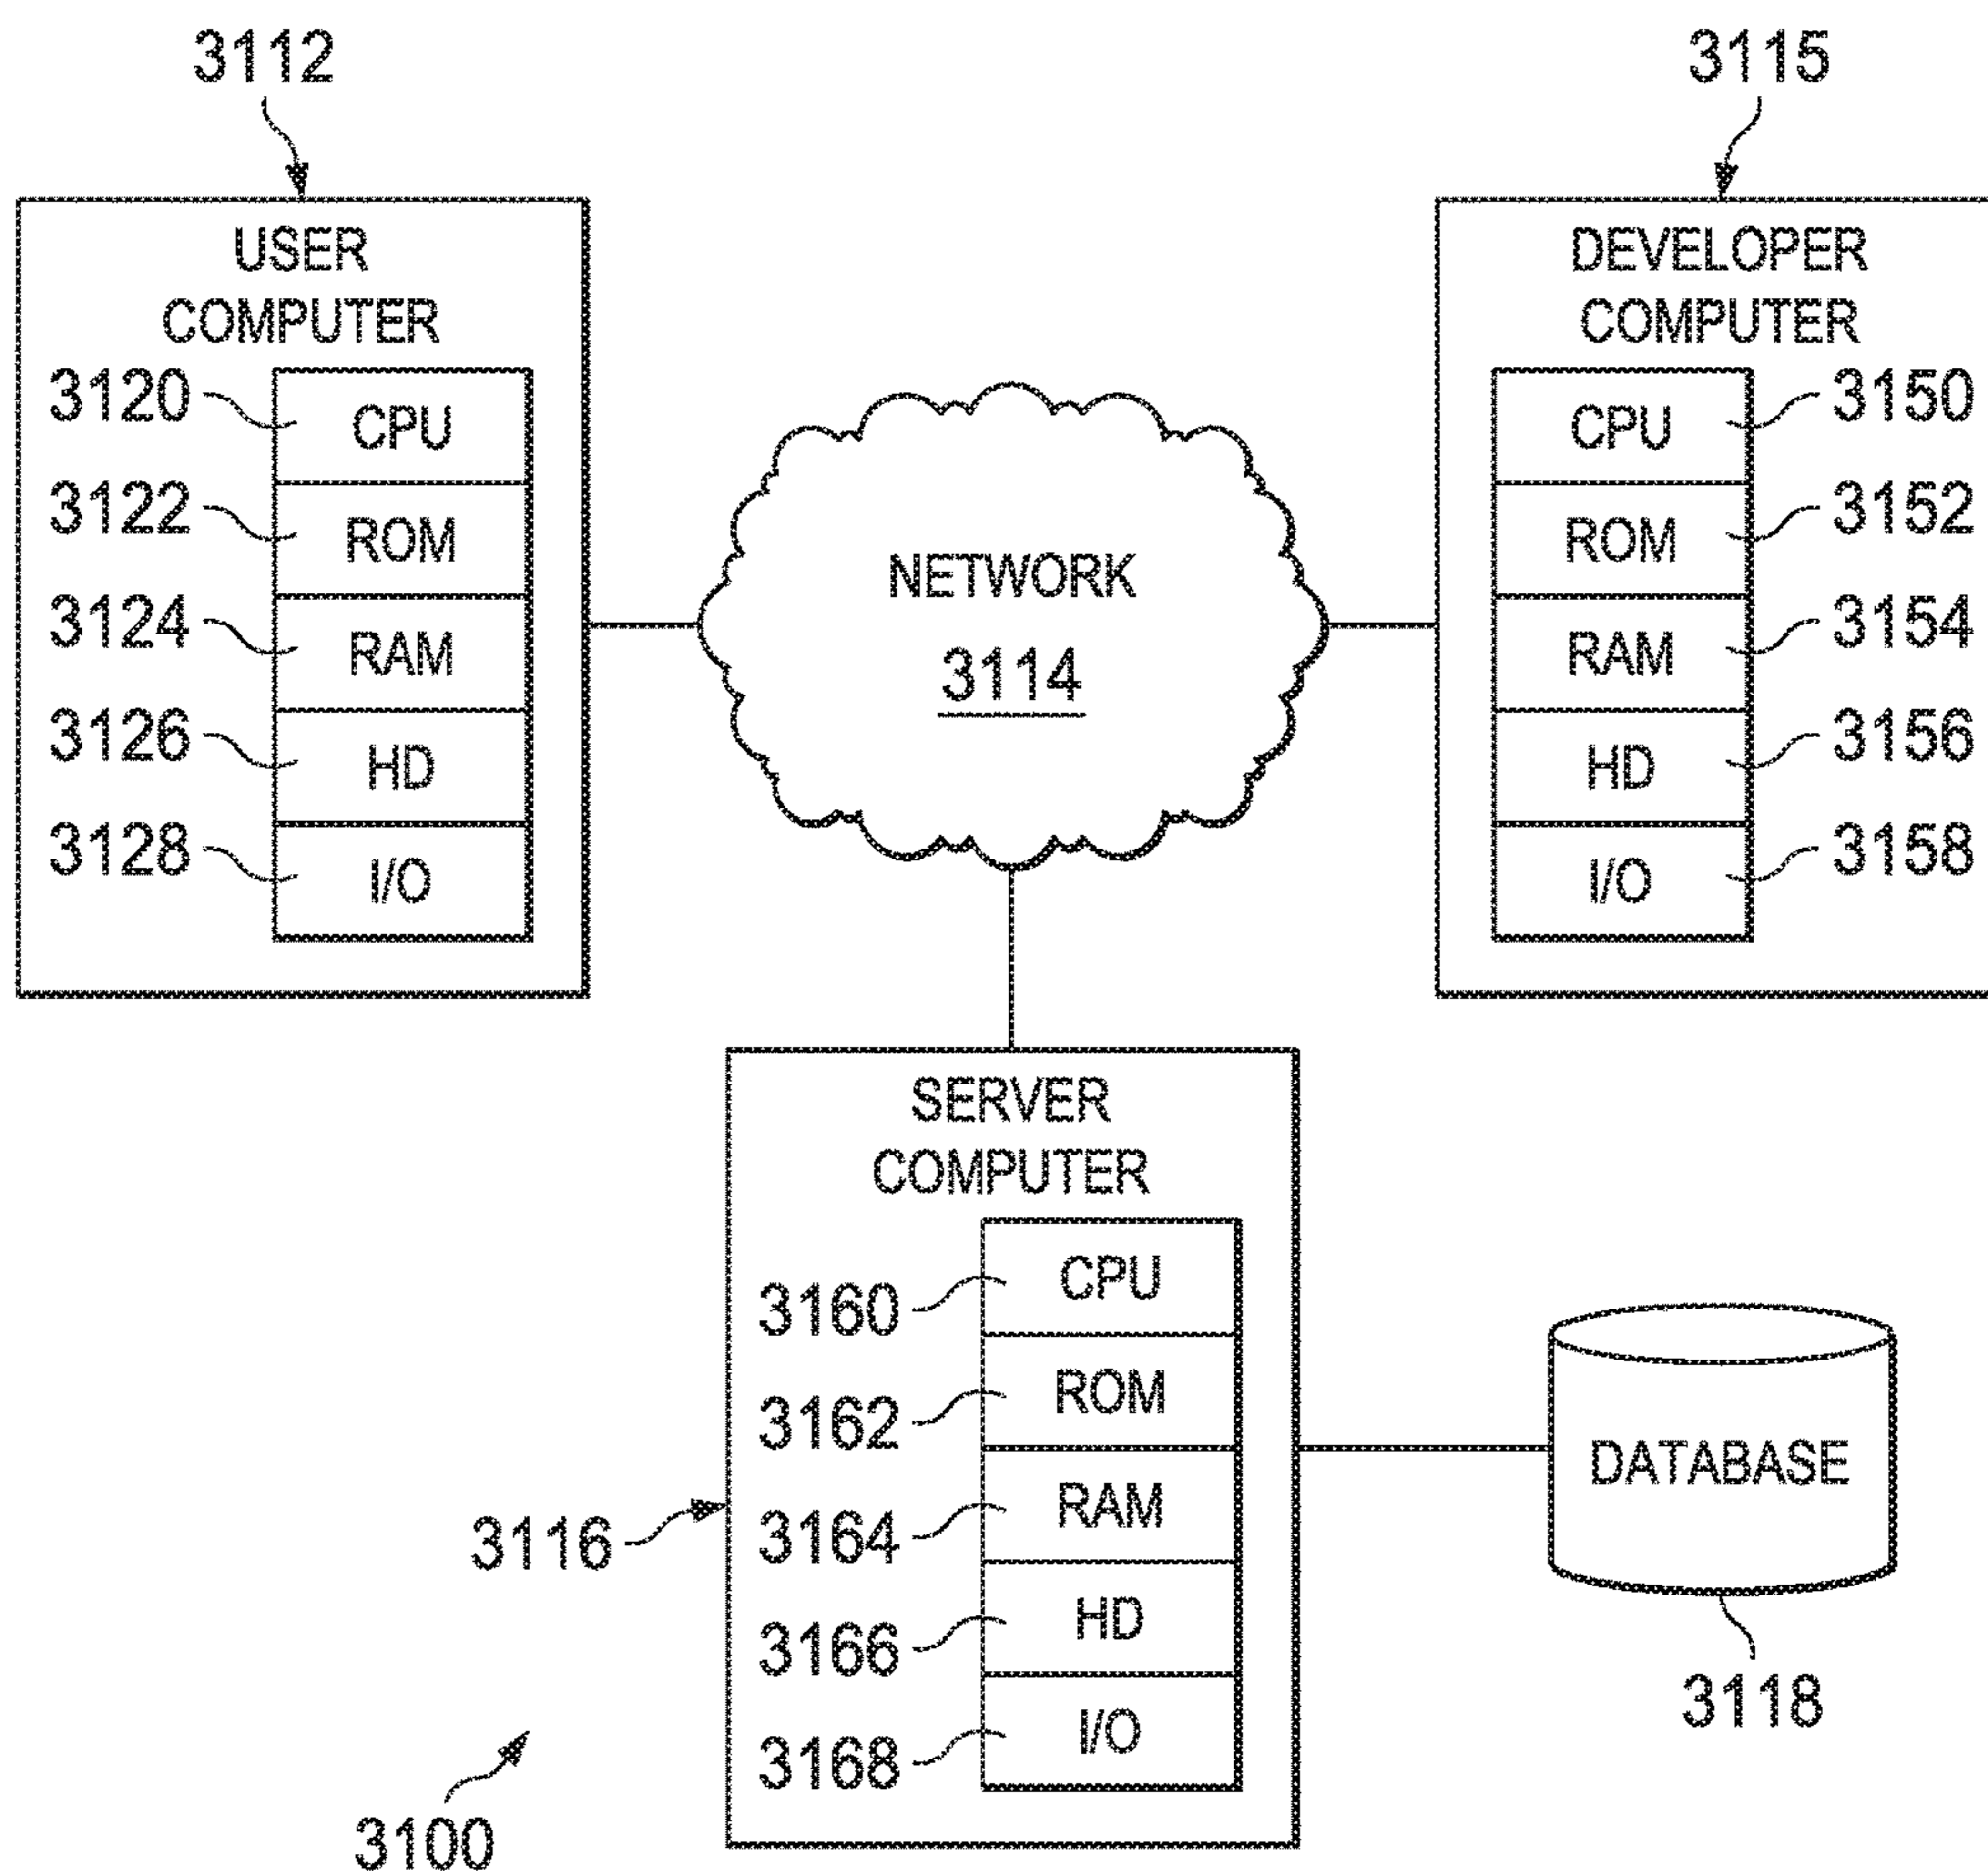 3112
3115
USER
COMPUTER
3120
CPU
3122
ROM
3124
RAM
3126
HD
3128
I/O
NETWORK
3114
DEVELOPER
COMPUTER
CPU
3150
ROM
3152
RAM
3154
HD
3156
I/O
3158
SERVER
COMPUTER
3160
CPU
3162
ROM
3164
RAM
3166
HD
3168
I/O
3116
DATABASE
3118
3100